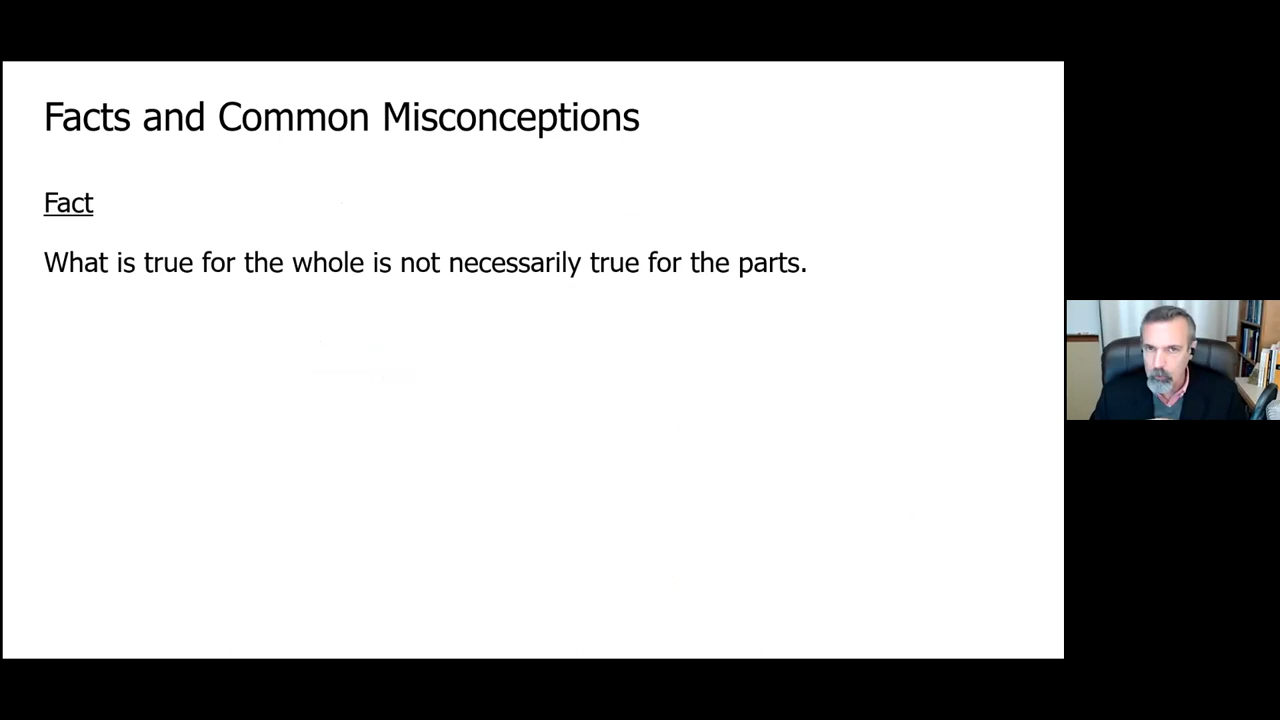 Facts and Common Misconceptions
Fact
What is true for the whole is not necessarily true for the parts.